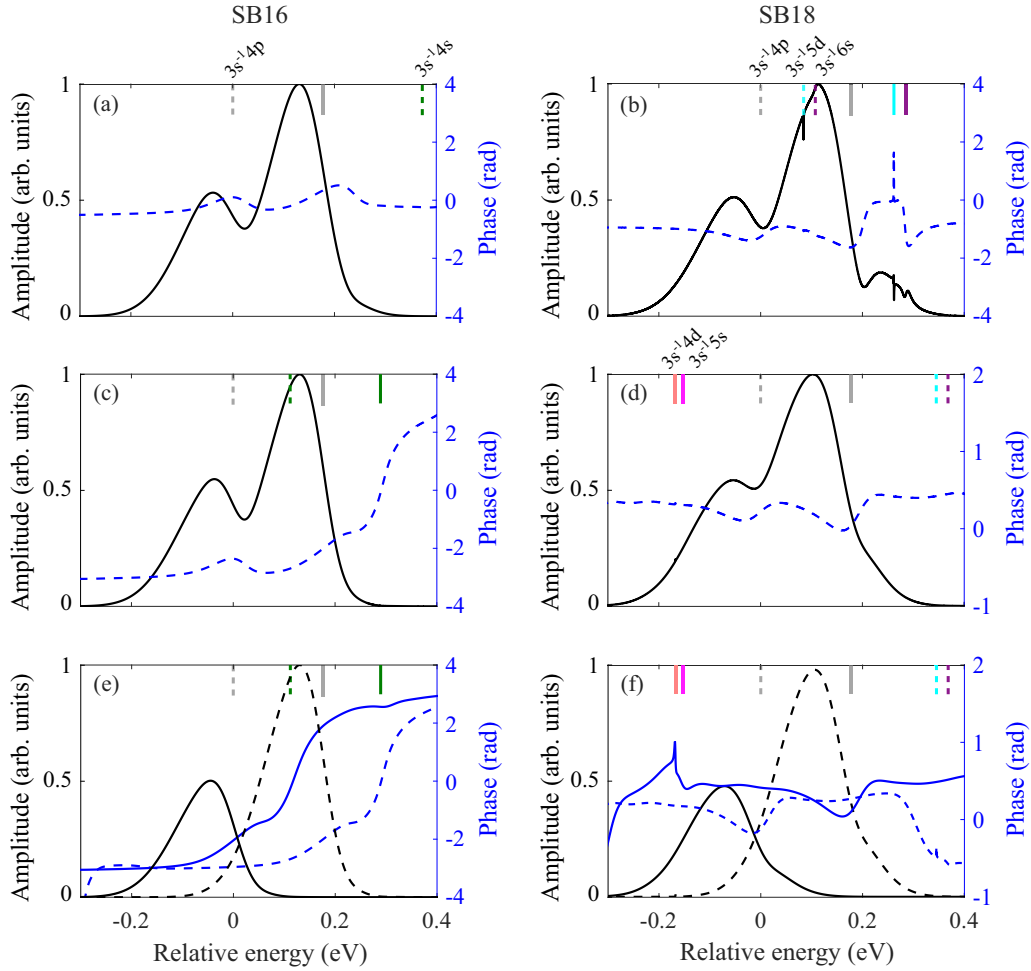 SB16
SB18
3s⁻¹4p
3s⁻¹4s
3s⁻¹4p
3s⁻¹5d
3s⁻¹6s
(a)
1
0.5
0
Amplitude (arb. units)
4
2
0
-2
-4
Phase (rad)
(b)
1
0.5
0
Amplitude (arb. units)
4
2
0
-2
-4
Phase (rad)
3s⁻¹4d
3s⁻¹5s
(c)
1
0.5
0
Amplitude (arb. units)
4
2
0
-2
-4
Phase (rad)
(d)
1
0.5
0
Amplitude (arb. units)
2
1
0
-1
Phase (rad)
(e)
1
0.5
0
Amplitude (arb. units)
4
2
0
-2
-4
Phase (rad)
-0.2
0
0.2
0.4
Relative energy (eV)
(f)
1
0.5
0
Amplitude (arb. units)
2
1
0
-1
Phase (rad)
-0.2
0
0.2
0.4
Relative energy (eV)